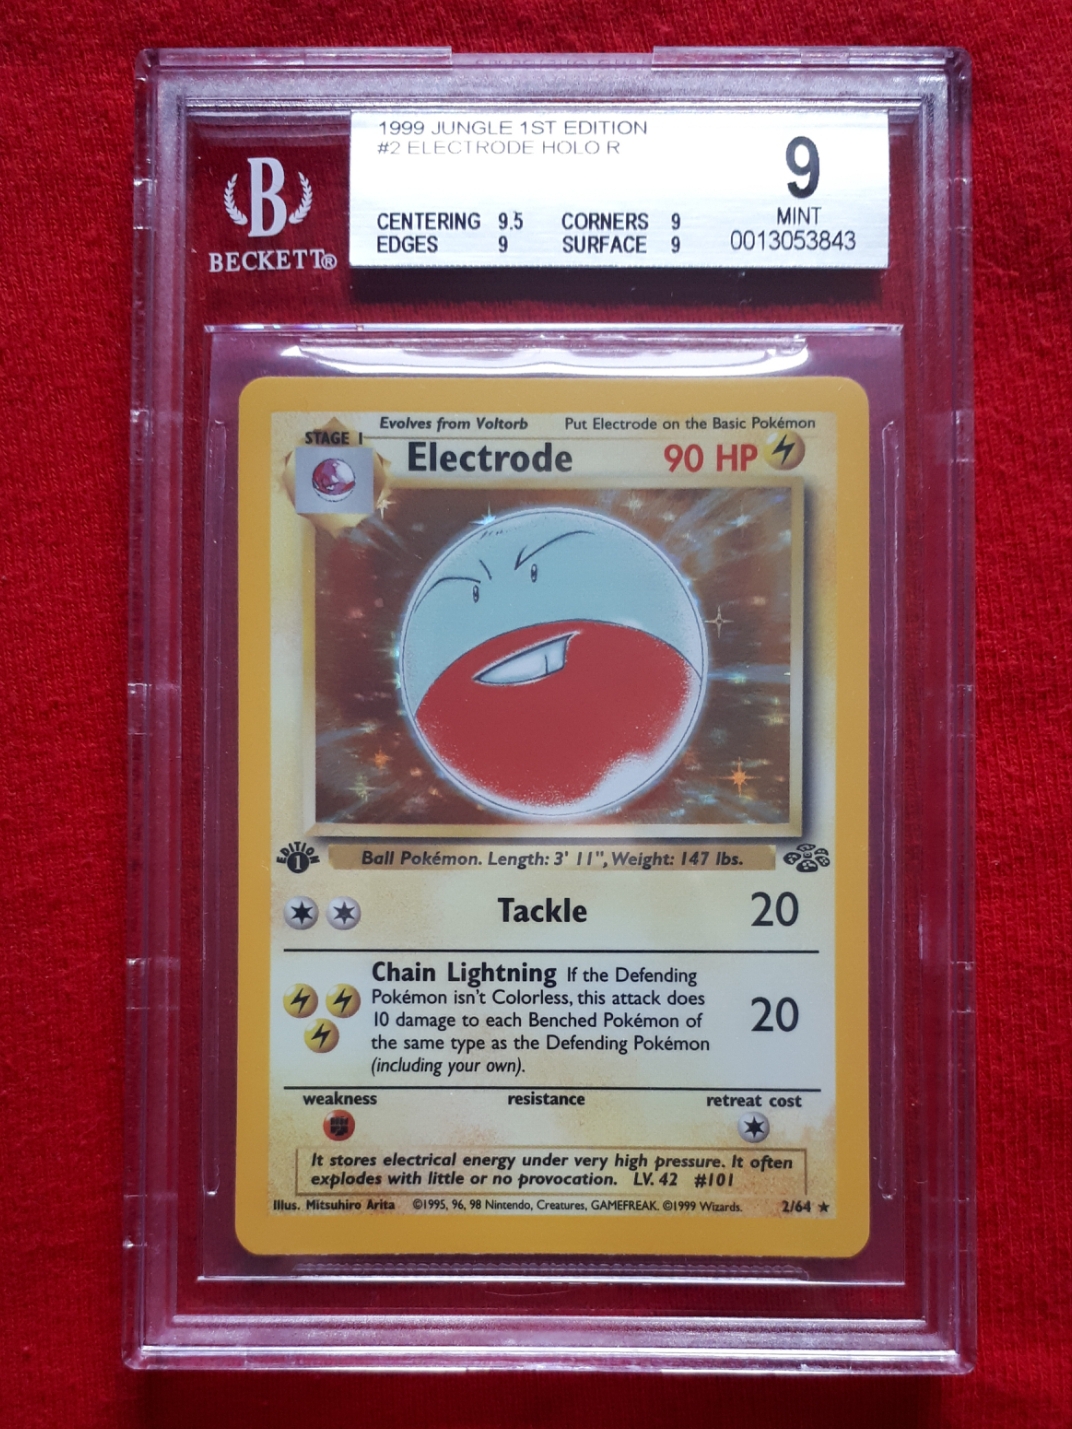 1999 JUNGLE 1ST EDITION
#2 ELECTRODE HOLO R
9
CENTERING 9.5 CORNERS 9
MINT
EDGES 9 SURFACE 9
0013053843
B
BECKETT®
Evolves from Voltorb Put Electrode on the Basic Pokémon
STAGE 1
Electrode 90 HP
EDITION
1
Ball Pokémon. Length: 3' 11", Weight: 147 lbs.
Tackle 20
Chain Lightning If the Defending
Pokémon isn't Colorless, this attack does
10 damage to each Benched Pokémon of
the same type as the Defending Pokémon
(including your own).
20
weakness resistance retreat cost
It stores electrical energy under very high pressure. It often
explodes with little or no provocation. LV. 42 #101
Illus. Mitsuhiro Arita ©1995, 96, 98 Nintendo, Creatures, GAMEFREAK. ©1999 Wizards. 2/64 ★